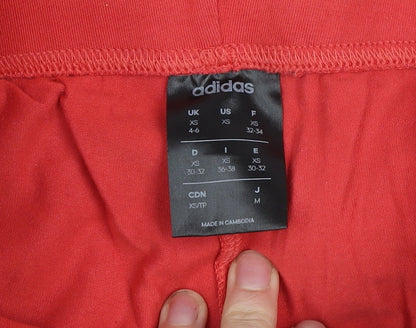 adidas
UK US F
XS XS XS
4-6 32-34
D I E
XS XS XS
30-32 36-38 30-32
CDN J
XS/TP M
MADE IN CAMBODIA